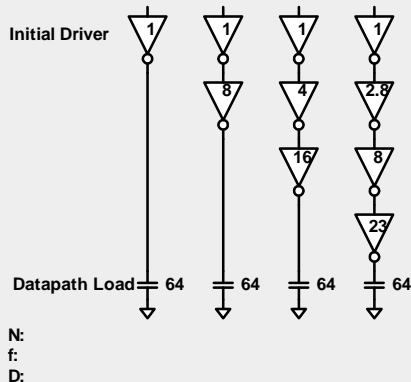 Initial Driver
1 1 1 1
8 4 2.8
16 8
23
Datapath Load 64 64 64 64
N:
f:
D: